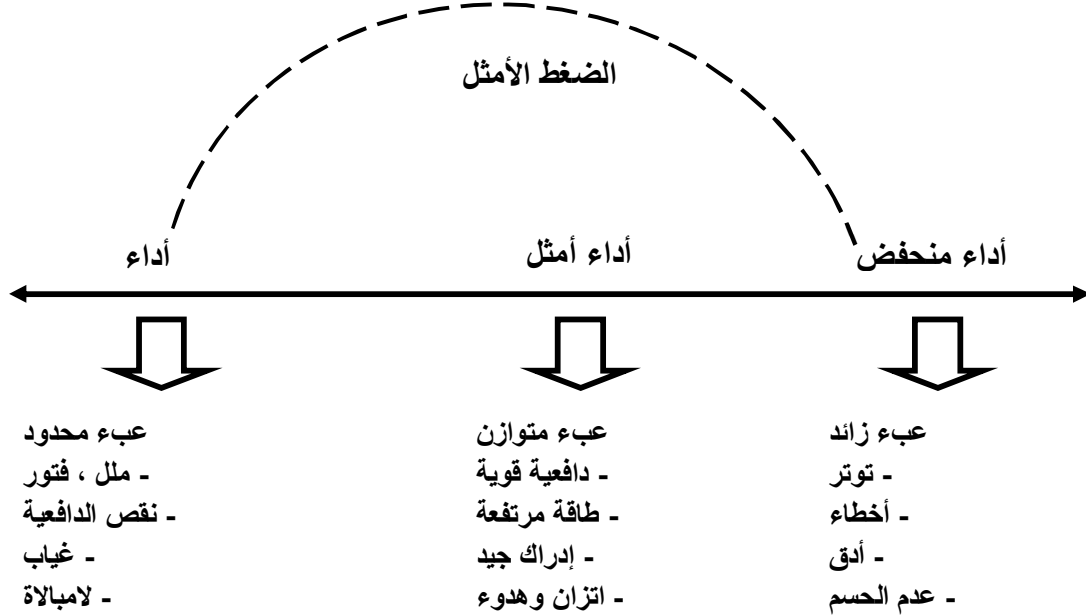 الضغط الأمثل
أداء منحفض
أداء أمثل
أداء
عبء زائد
- توتر
- أخطاء
- أدق
- عدم الحسم
عبء متوازن
- دافعية قوية
- طاقة مرتفعة
- إدراك جيد
- اتزان وهدوء
عبء محدود
- ملل ، فتور
- نقص الدافعية
- غياب
- لامبالاة